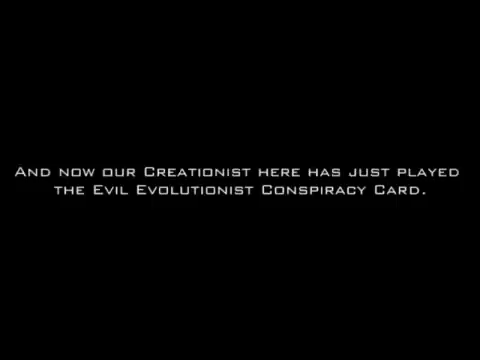 And now our Creationist here has just played
the Evil Evolutionist Conspiracy Card.